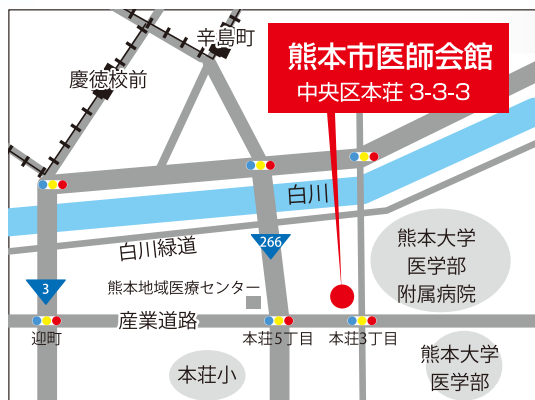 辛島町
慶徳校前
熊本市医師会館
中央区本荘 3-3-3
白川
白川緑道
266
3
熊本地域医療センター
熊本大学
医学部
附属病院
産業道路
迎町
本荘5丁目
本荘3丁目
本荘小
熊本大学
医学部